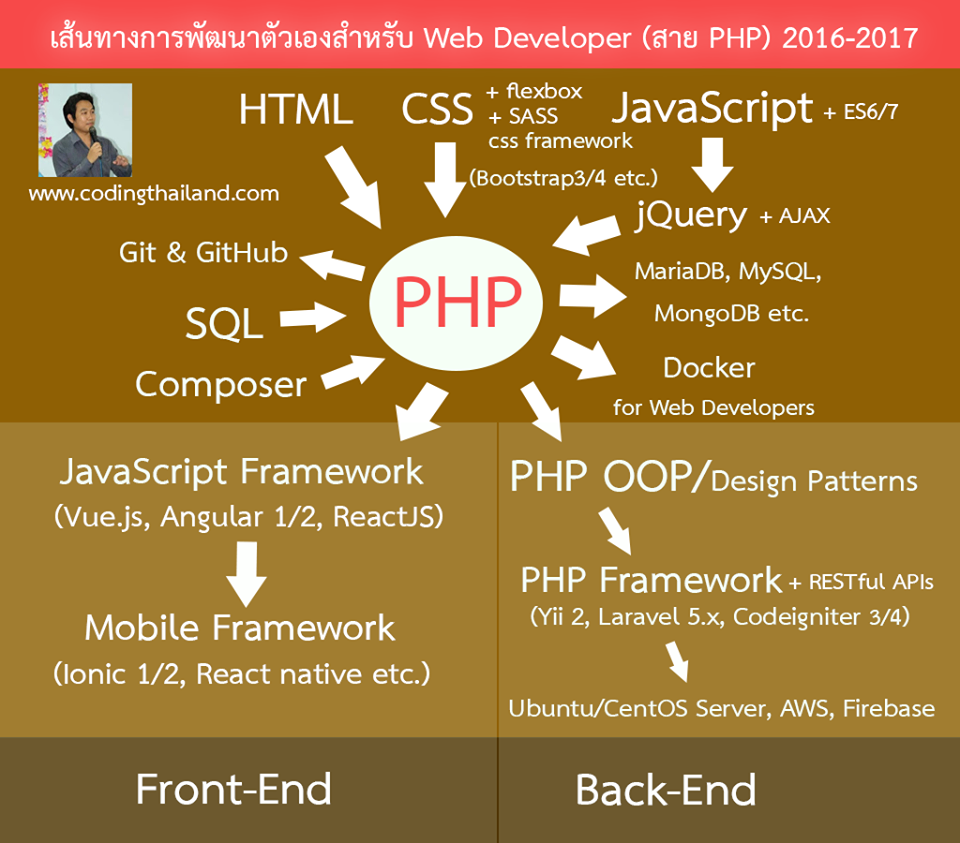 เส้นทางการพัฒนาตัวเองสำหรับ Web Developer (สาย PHP) 2016-2017
www.codingthailand.com
HTML
CSS
+ flexbox
+ SASS
css framework
(Bootstrap3/4 etc.)
JavaScript + ES6/7
jQuery + AJAX
Git & GitHub
PHP
MariaDB, MySQL,
MongoDB etc.
SQL
Composer
Docker
for Web Developers
JavaScript Framework
(Vue.js, Angular 1/2, ReactJS)
Mobile Framework
(Ionic 1/2, React native etc.)
PHP OOP/Design Patterns
PHP Framework + RESTful APIs
(Yii 2, Laravel 5.x, Codeigniter 3/4)
Ubuntu/CentOS Server, AWS, Firebase
Front-End
Back-End